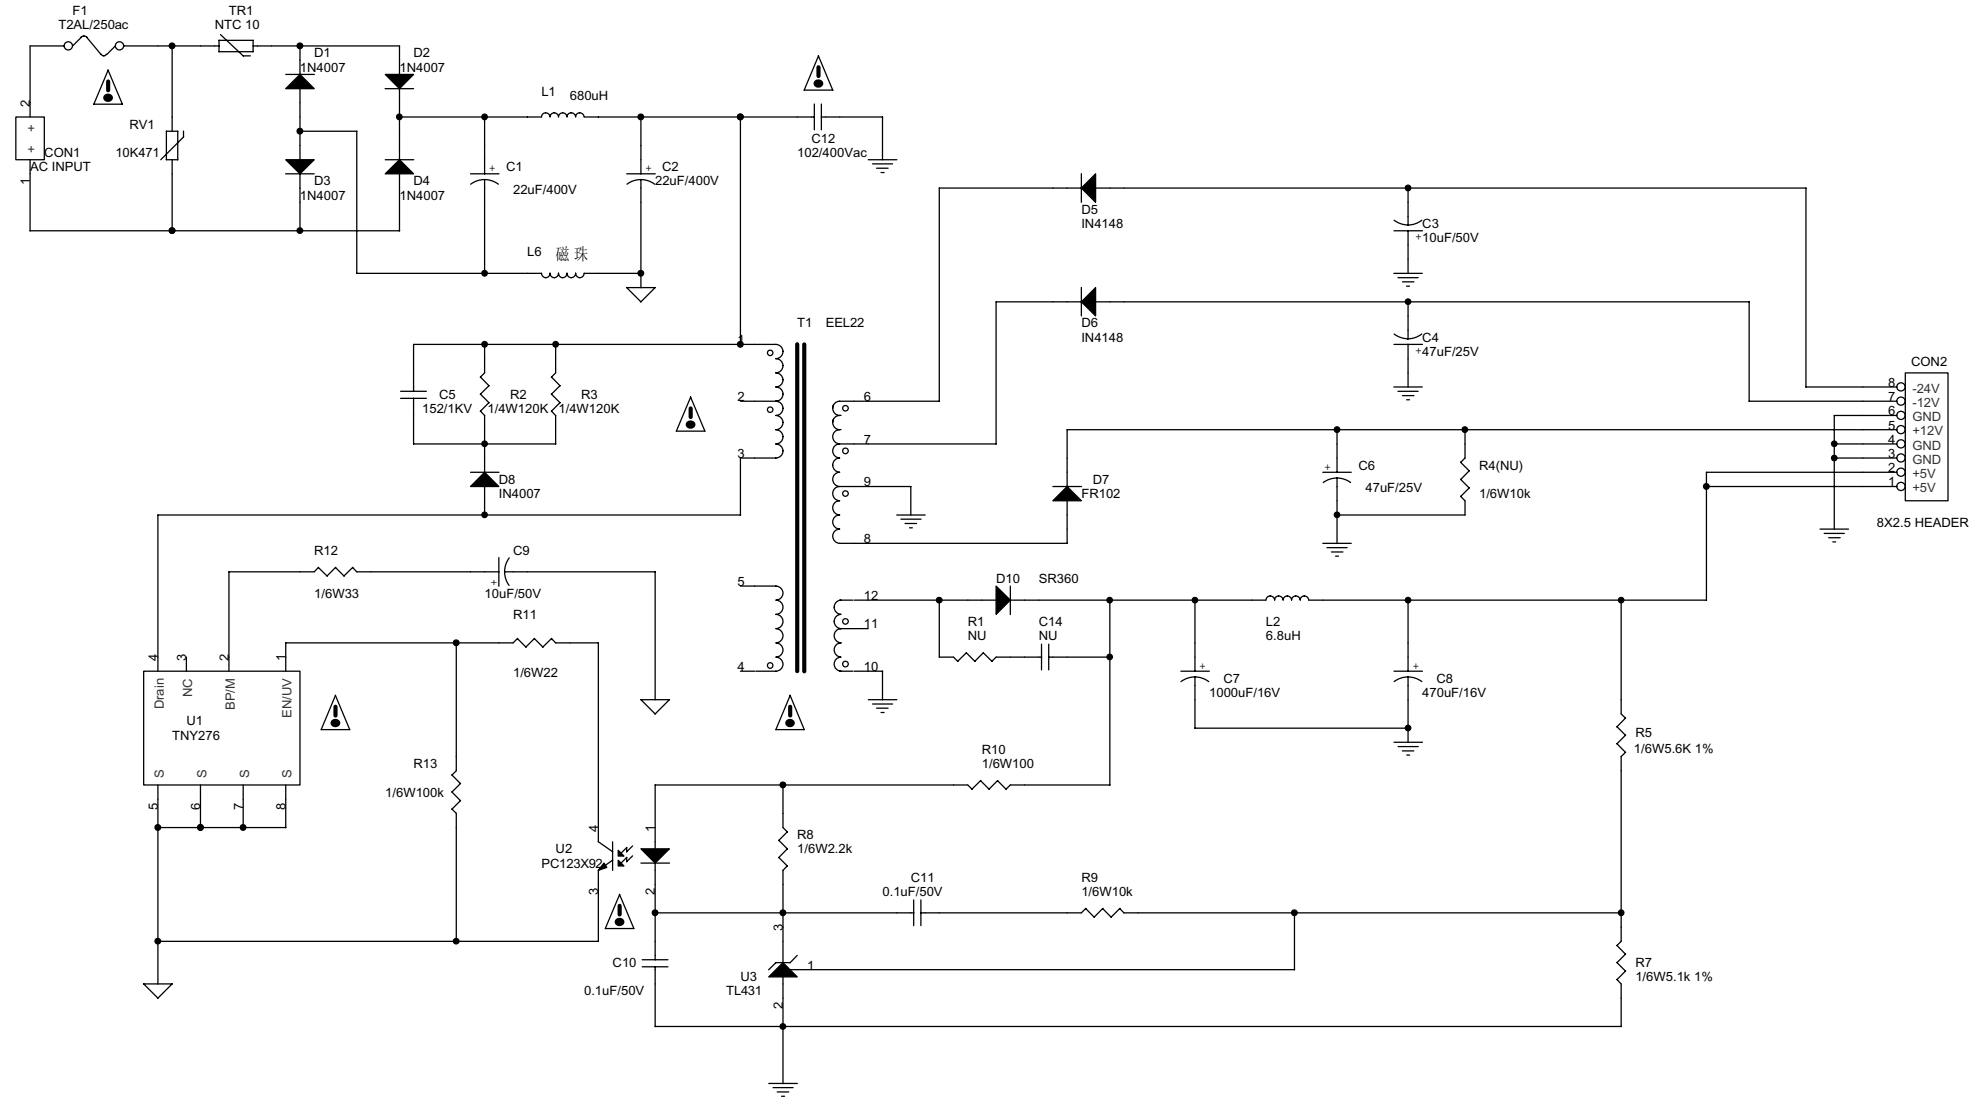 F1
T2AL/250ac
TR1
NTC 10
D1
1N4007
D2
1N4007
2
+
+
CON1
AC INPUT
1
RV1
10K471
D3
1N4007
D4
1N4007
L1 680uH
C1
22uF/400V
C2
22uF/400V
L6 磁珠
C12
102/400Vac
D5
IN4148
C3
+10uF/50V
D6
IN4148
C4
+47uF/25V
T1 EEL22
1
2
3
5
4
6
7
9
8
12
11
10
C5
152/1KV
R2
1/4W120K
R3
1/4W120K
D8
IN4007
D7
FR102
C6
47uF/25V
R4(NU)
1/6W10k
CON2
8 -24V
7 -12V
6 GND
5 +12V
4 GND
3 GND
2 +5V
1 +5V
8X2.5 HEADER
R12
1/6W33
C9
10uF/50V
R11
1/6W22
D10 SR360
R1
NU
C14
NU
L2
6.8uH
C7
1000uF/16V
C8
470uF/16V
R5
1/6W5.6K 1%
4
3
2
1
Drain
NC
BP/M
EN/UV
U1
TNY276
S
S
S
S
5
6
7
8
R13
1/6W100k
R10
1/6W100
U2
PC123X92
4
3
1
2
R8
1/6W2.2k
C11
0.1uF/50V
R9
1/6W10k
C10
0.1uF/50V
U3
TL431
3
1
2
R7
1/6W5.1k 1%